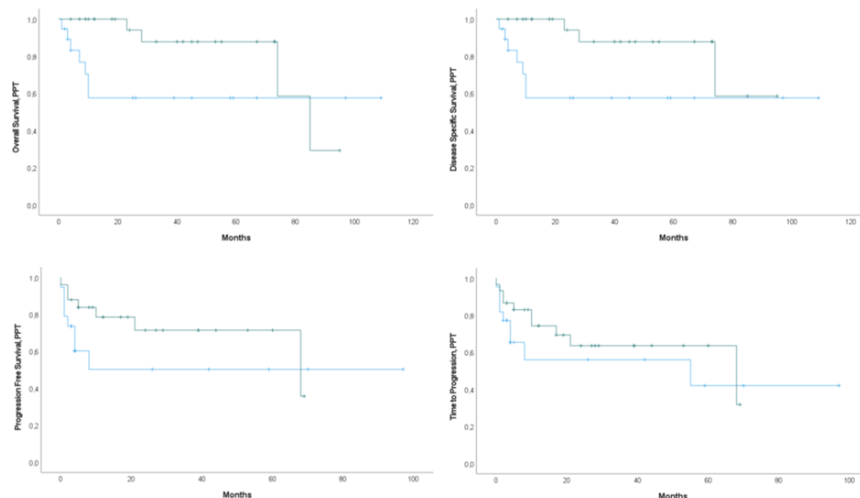 Overall Survival, PPT
1,0
0,8
0,6
0,4
0,2
0,0
0 20 40 60 80 100 120
Months
Disease Specific Survival, PPT
1,0
0,8
0,6
0,4
0,2
0,0
0 20 40 60 80 100 120
Months
Progression Free Survival, PPT
1,0
0,8
0,6
0,4
0,2
0,0
0 20 40 60 80 100
Months
Time to Progression, PPT
1,0
0,8
0,6
0,4
0,2
0,0
0 20 40 60 80 100
Months